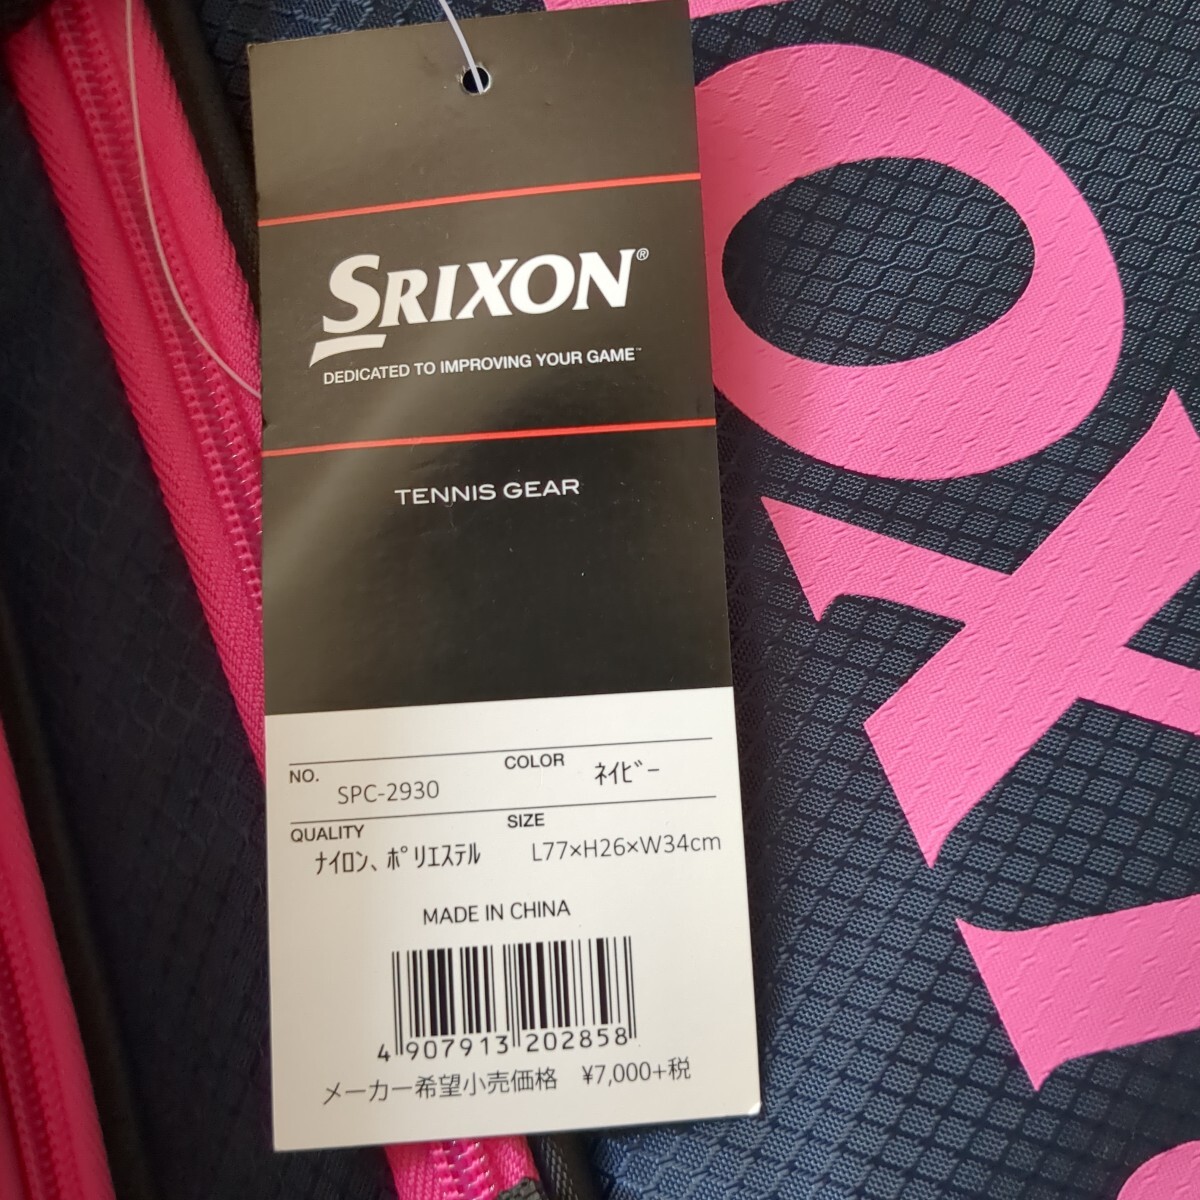 SRIXON®
DEDICATED TO IMPROVING YOUR GAME™
TENNIS GEAR
NO. SPC-2930
COLOR ﾈｲﾋﾞｰ
QUALITY ﾅｲﾛﾝ、ﾎﾟﾘｴｽﾃﾙ
SIZE L77×H26×W34cm
MADE IN CHINA
4 907913 202858
メーカー希望小売価格 ¥7,000+税